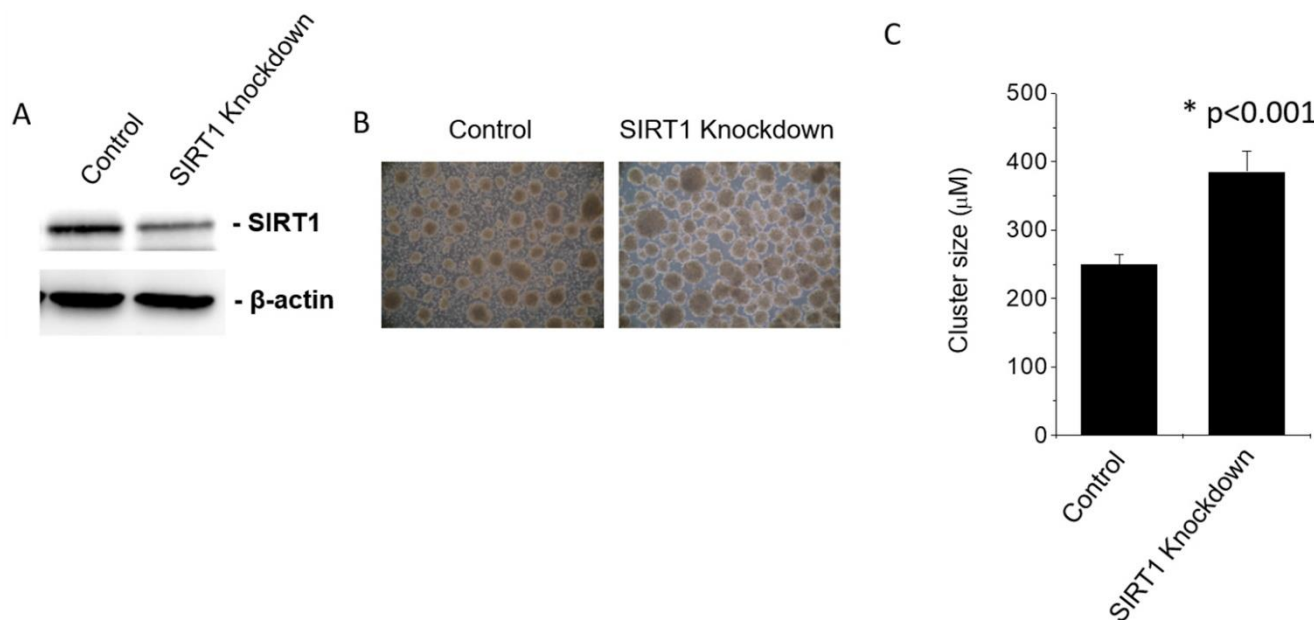 A
Control
SIRT1 Knockdown
- SIRT1
- β-actin
B
Control
SIRT1 Knockdown
C
* p<0.001
Cluster size (μM)
500
400
300
200
100
0
Control
SIRT1 Knockdown